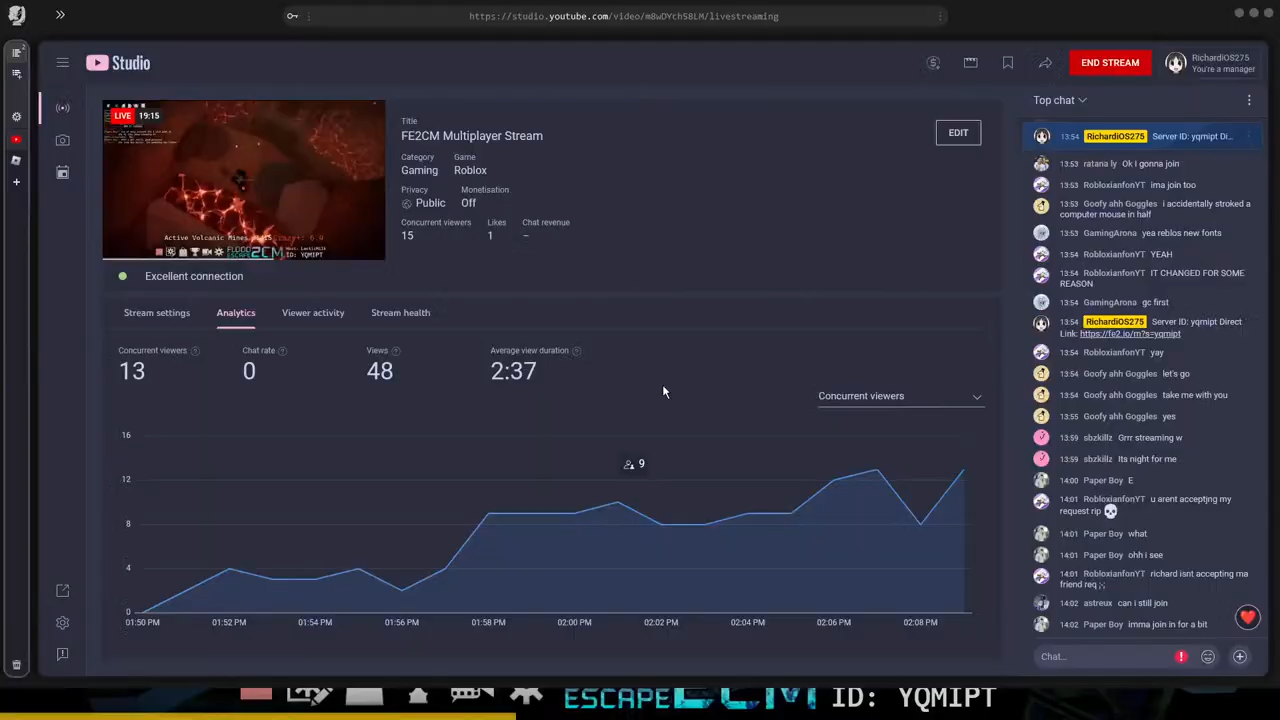 https://studio.youtube.com/video/m8wDYch58LM/livestreaming
2
Studio
END STREAM
RichardiOS275
You're a manager
LIVE 19:15
Active Volcanic Mines
ID: YQMIPT
Title
FE2CM Multiplayer Stream
EDIT
Category Game
Gaming Roblox
Privacy Monetisation
Public Off
Concurrent viewers Likes Chat revenue
15 1 –
Excellent connection
Stream settings Analytics Viewer activity Stream health
Concurrent viewers Chat rate Views Average view duration
13 0 48 2:37
Concurrent viewers
9
16
12
8
4
0
01:50 PM 01:52 PM 01:54 PM 01:56 PM 01:58 PM 02:00 PM 02:02 PM 02:04 PM 02:06 PM 02:08 PM
Top chat
13:54 RichardiOS275 Server ID: yqmipt Di...
13:53 ratana ly Ok I gonna join
13:53 RobloxianfonYT ima join too
13:53 Goofy ahh Goggles i accidentally stroked a
computer mouse in half
13:53 GamingArona yea reblos new fonts
13:54 RobloxianfonYT YEAH
13:54 RobloxianfonYT IT CHANGED FOR SOME
REASON
13:54 GamingArona gc first
13:54 RichardiOS275 Server ID: yqmipt Direct
Link: https://fe2.io/m?s=yqmipt
13:54 RobloxianfonYT yay
13:54 Goofy ahh Goggles let's go
13:54 Goofy ahh Goggles take me with you
13:55 Goofy ahh Goggles yes
13:59 sbzkillz Grrr streaming w
13:59 sbzkillz Its night for me
14:00 Paper Boy E
14:01 RobloxianfonYT u arent acceptjng my
request rip
14:01 Paper Boy what
14:01 Paper Boy ohh i see
14:01 RobloxianfonYT richard isnt accepting ma
friend req ;-;
14:02 astreux can i still join
14:02 Paper Boy imma join in for a bit
Chat...
ESCAPE 2CM ID: YQMIPT